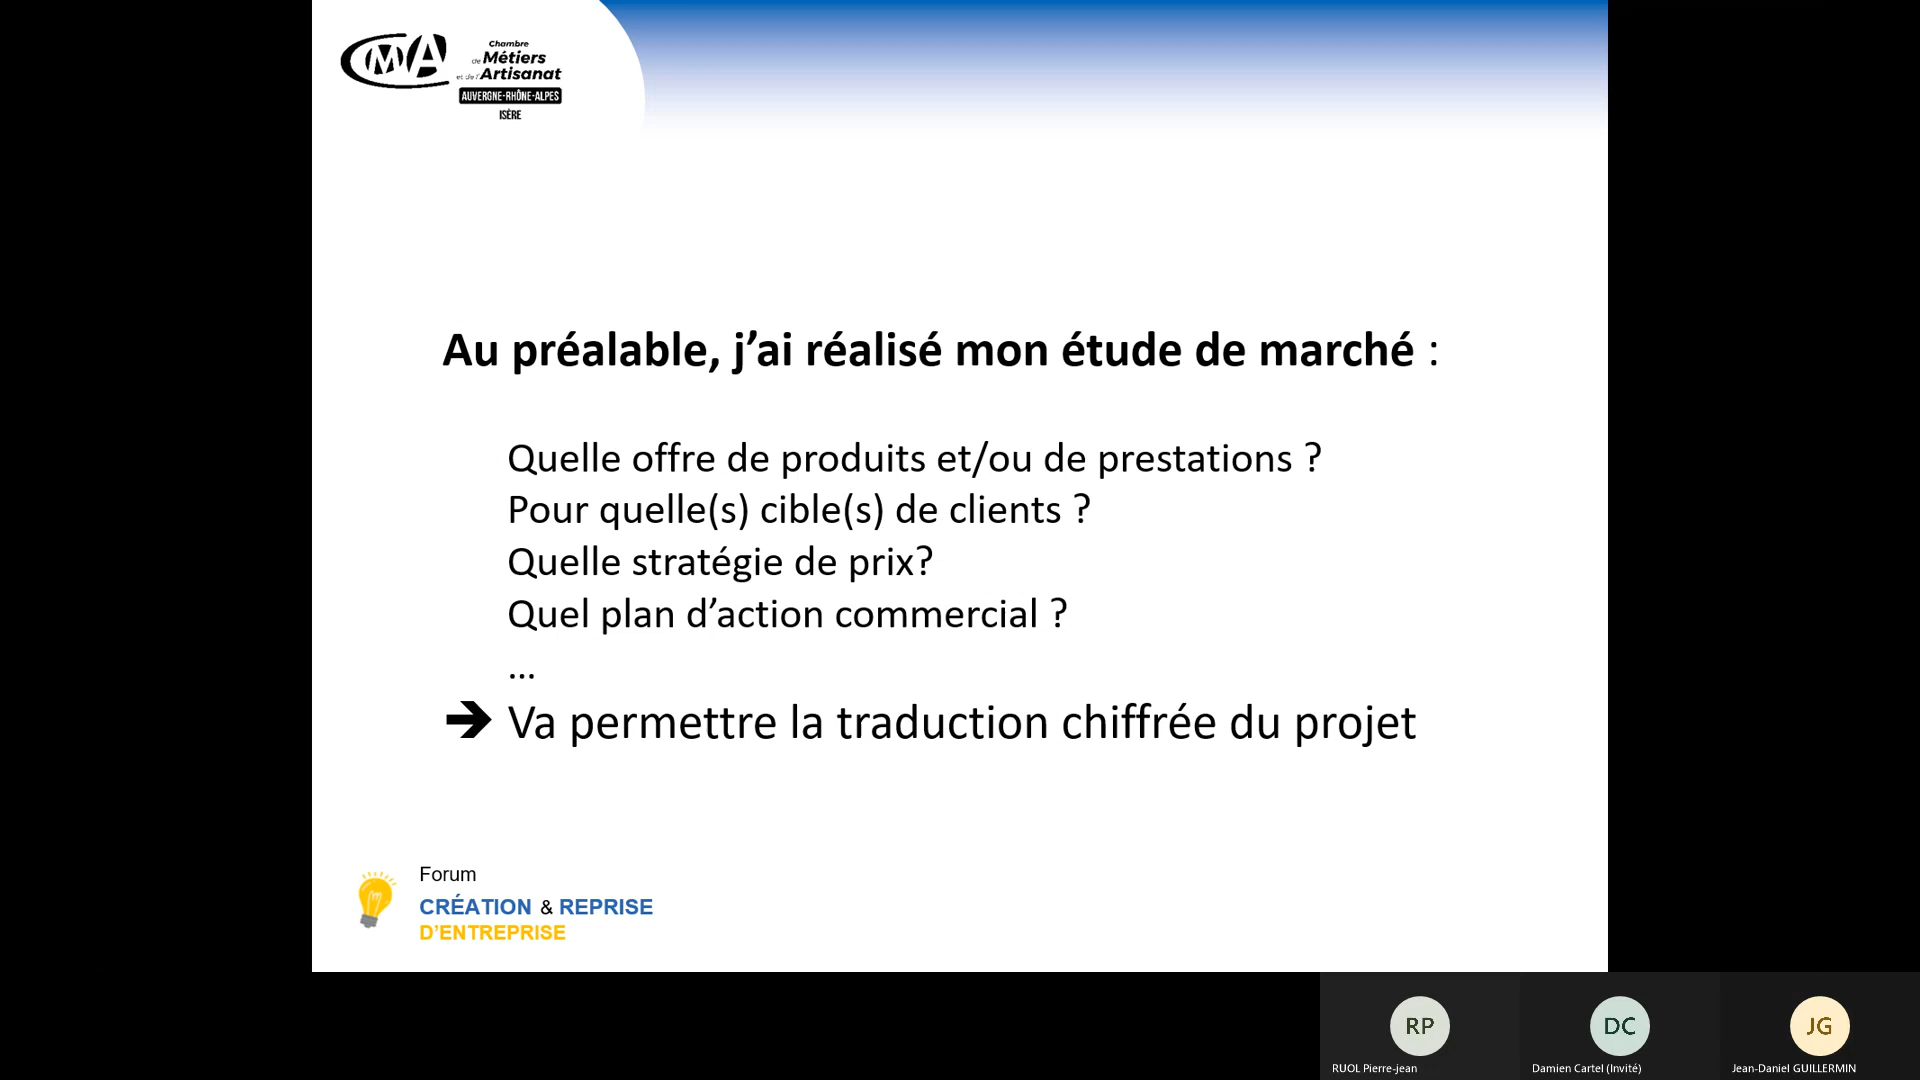 CMA
Chambre
de Métiers
et de l'Artisanat
AUVERGNE-RHÔNE-ALPES
ISÈRE
Au préalable, j’ai réalisé mon étude de marché :
Quelle offre de produits et/ou de prestations ?
Pour quelle(s) cible(s) de clients ?
Quelle stratégie de prix?
Quel plan d’action commercial ?
...
➔ Va permettre la traduction chiffrée du projet
Forum
CRÉATION & REPRISE
D’ENTREPRISE
RP
DC
JG
RUOL Pierre-jean
Damien Cartel (Invité)
Jean-Daniel GUILLERMIN